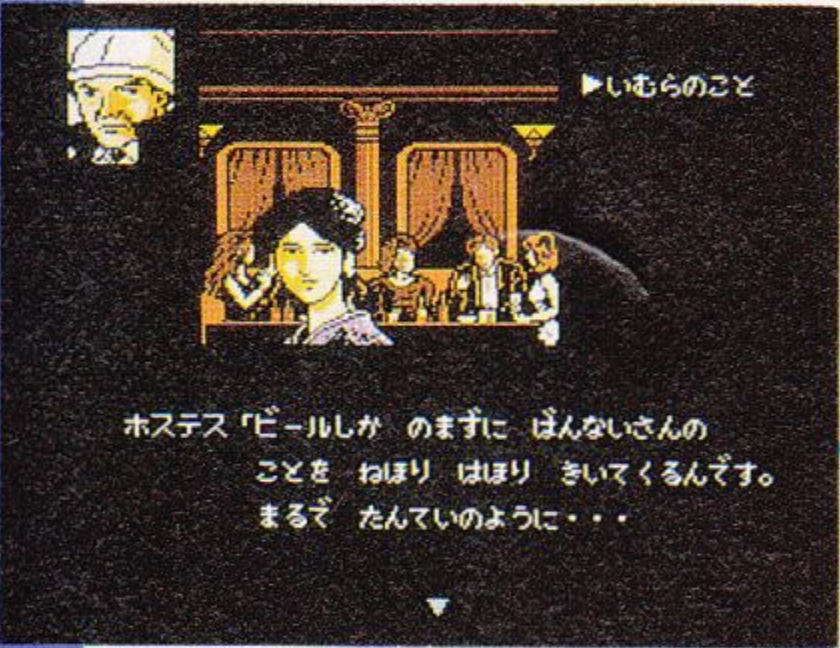 ▶いむらのこと
ホステス「ビールしか のまずに ばんないさんの
ことを ねほり はほり きいてくるんです。
まるで たんていのように・・・
▼